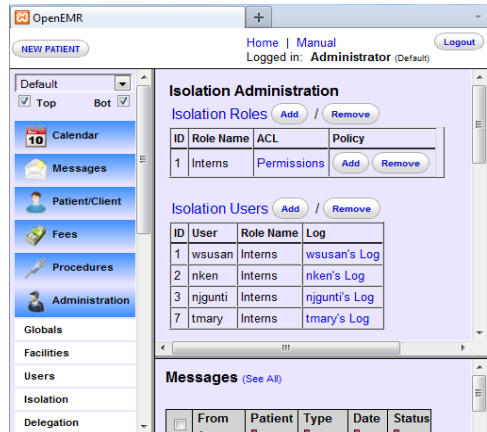 OpenEMR
NEW PATIENT
Home | Manual
Logged in: Administrator (Default)
Logout
Default
Top Bot
10 Calendar
Messages
Patient/Client
Fees
Procedures
Administration
Globals
Facilities
Users
Isolation
Delegation
Isolation Administration
Isolation Roles Add / Remove
ID Role Name ACL Policy
1 Interns Permissions Add Remove
Isolation Users Add / Remove
ID User Role Name Log
1 wsusan Interns wsusan's Log
2 nken Interns nken's Log
3 njgunti Interns njgunti's Log
7 tmary Interns tmary's Log
Messages (See All)
From Patient Type Date Status